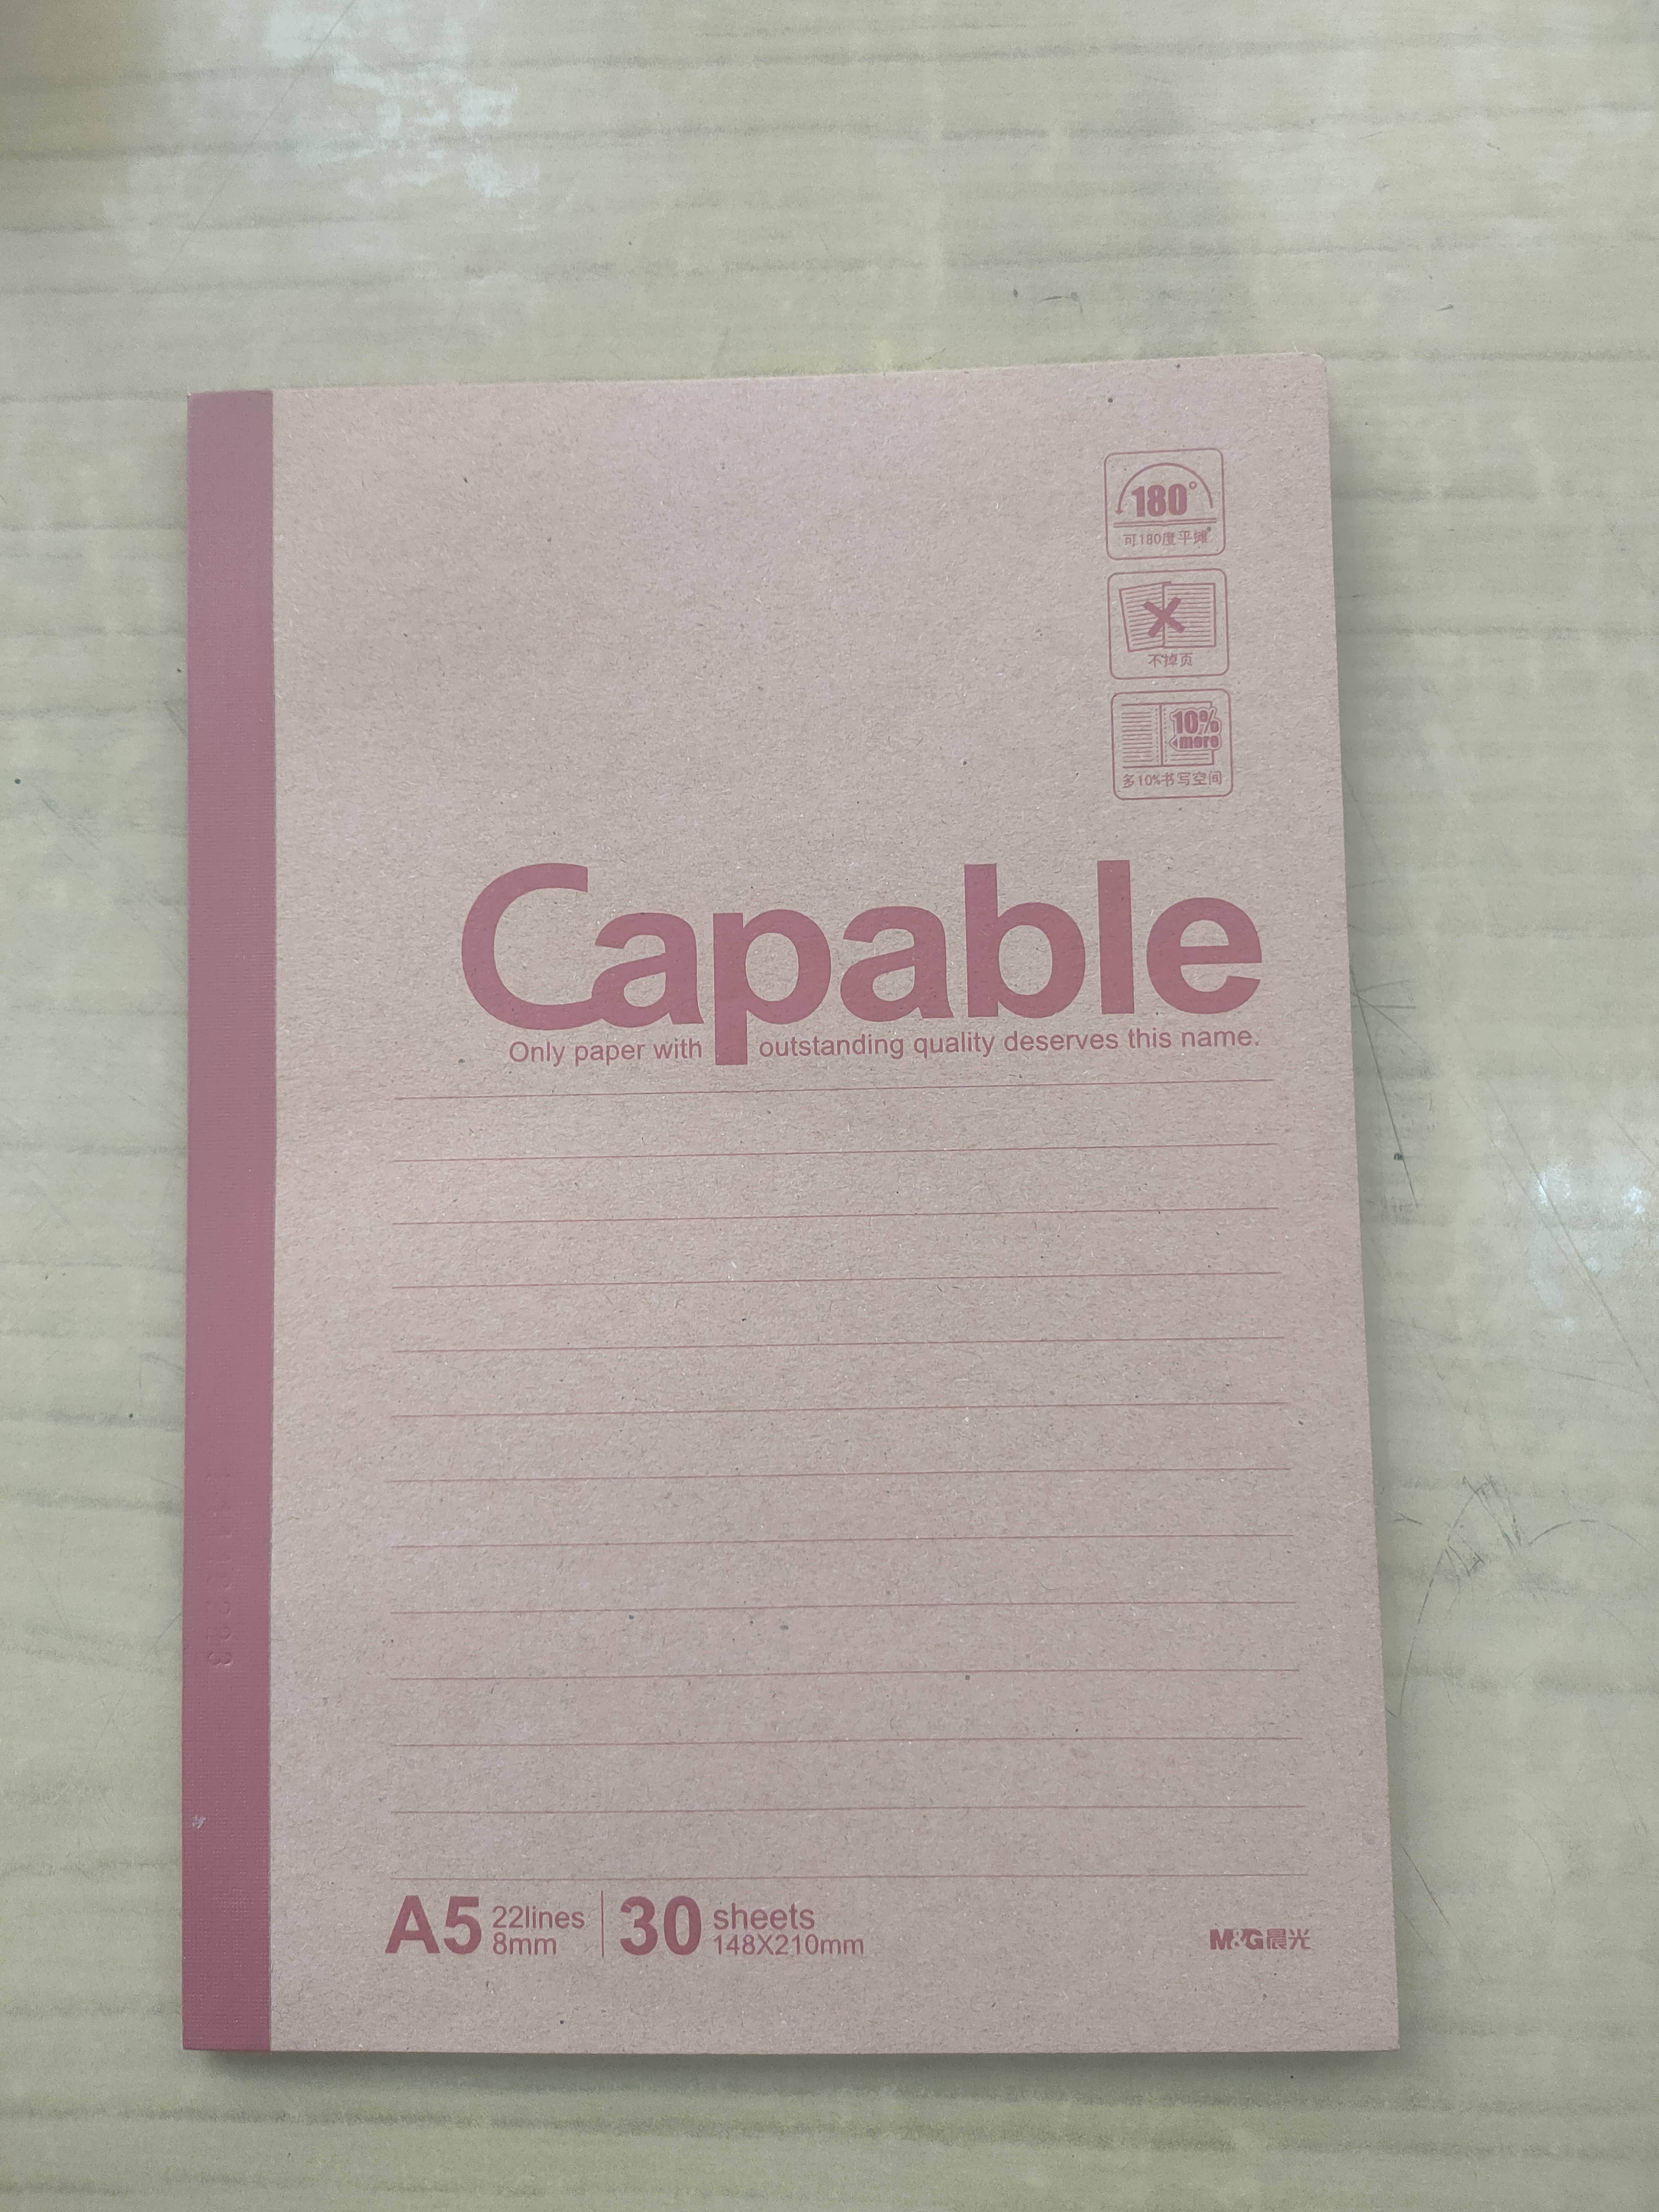 180°
可180度平摊
不掉页
10%
more
多10%书写空间
Capable
Only paper with outstanding quality deserves this name.
A5 22lines 8mm 30 sheets 148X210mm
M&G晨光